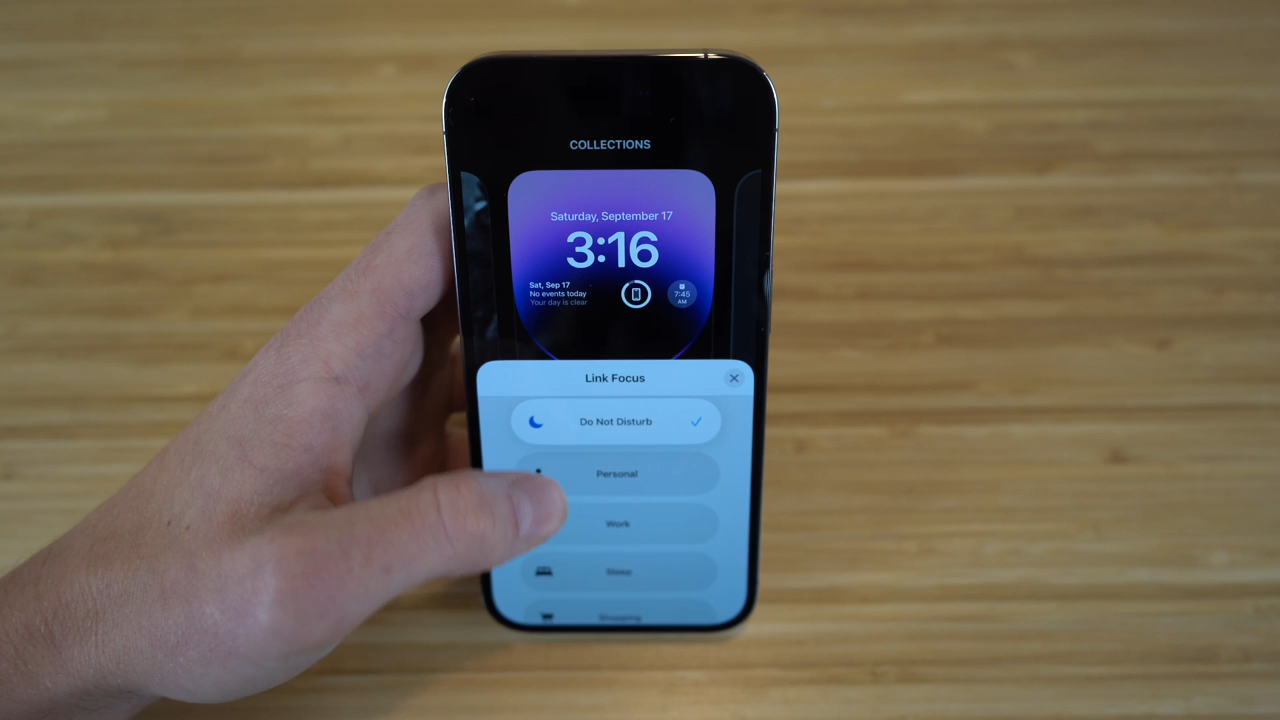 COLLECTIONS
Saturday, September 17
3:16
Sat, Sep 17
No events today
Your day is clear
7:45
AM
Link Focus
Do Not Disturb
Personal
Work
Sleep
Shopping